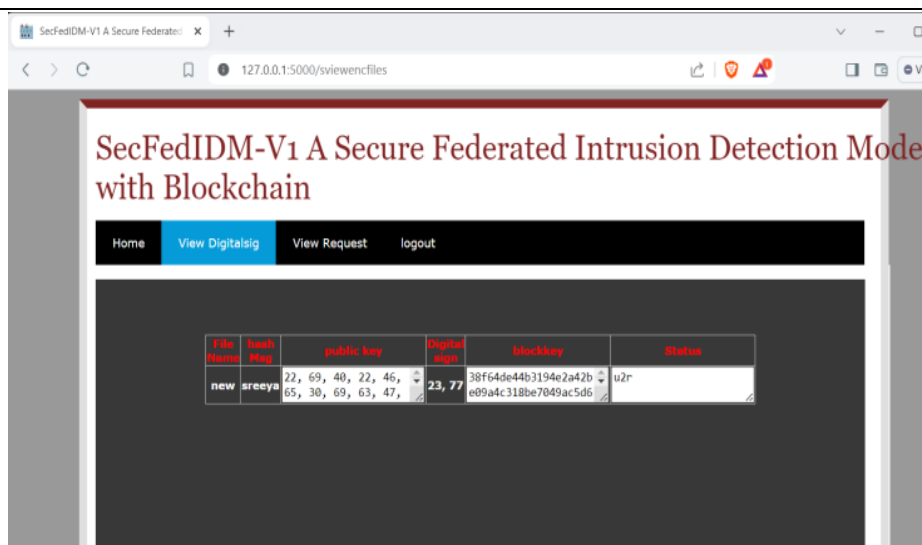 SecFedIDM-V1 A Secure Federated
127.0.0.1:5000/sviewencfiles
SecFedIDM-V1 A Secure Federated Intrusion Detection Mode
with Blockchain
Home View Digitalsig View Request logout
File Name hash Msg public key Digital sign blockkey Status
new sreeya 22, 69, 40, 22, 46, 23, 77 38f64de44b3194e2a42b u2r
65, 30, 69, 63, 47, e09a4c318be7049ac5d6